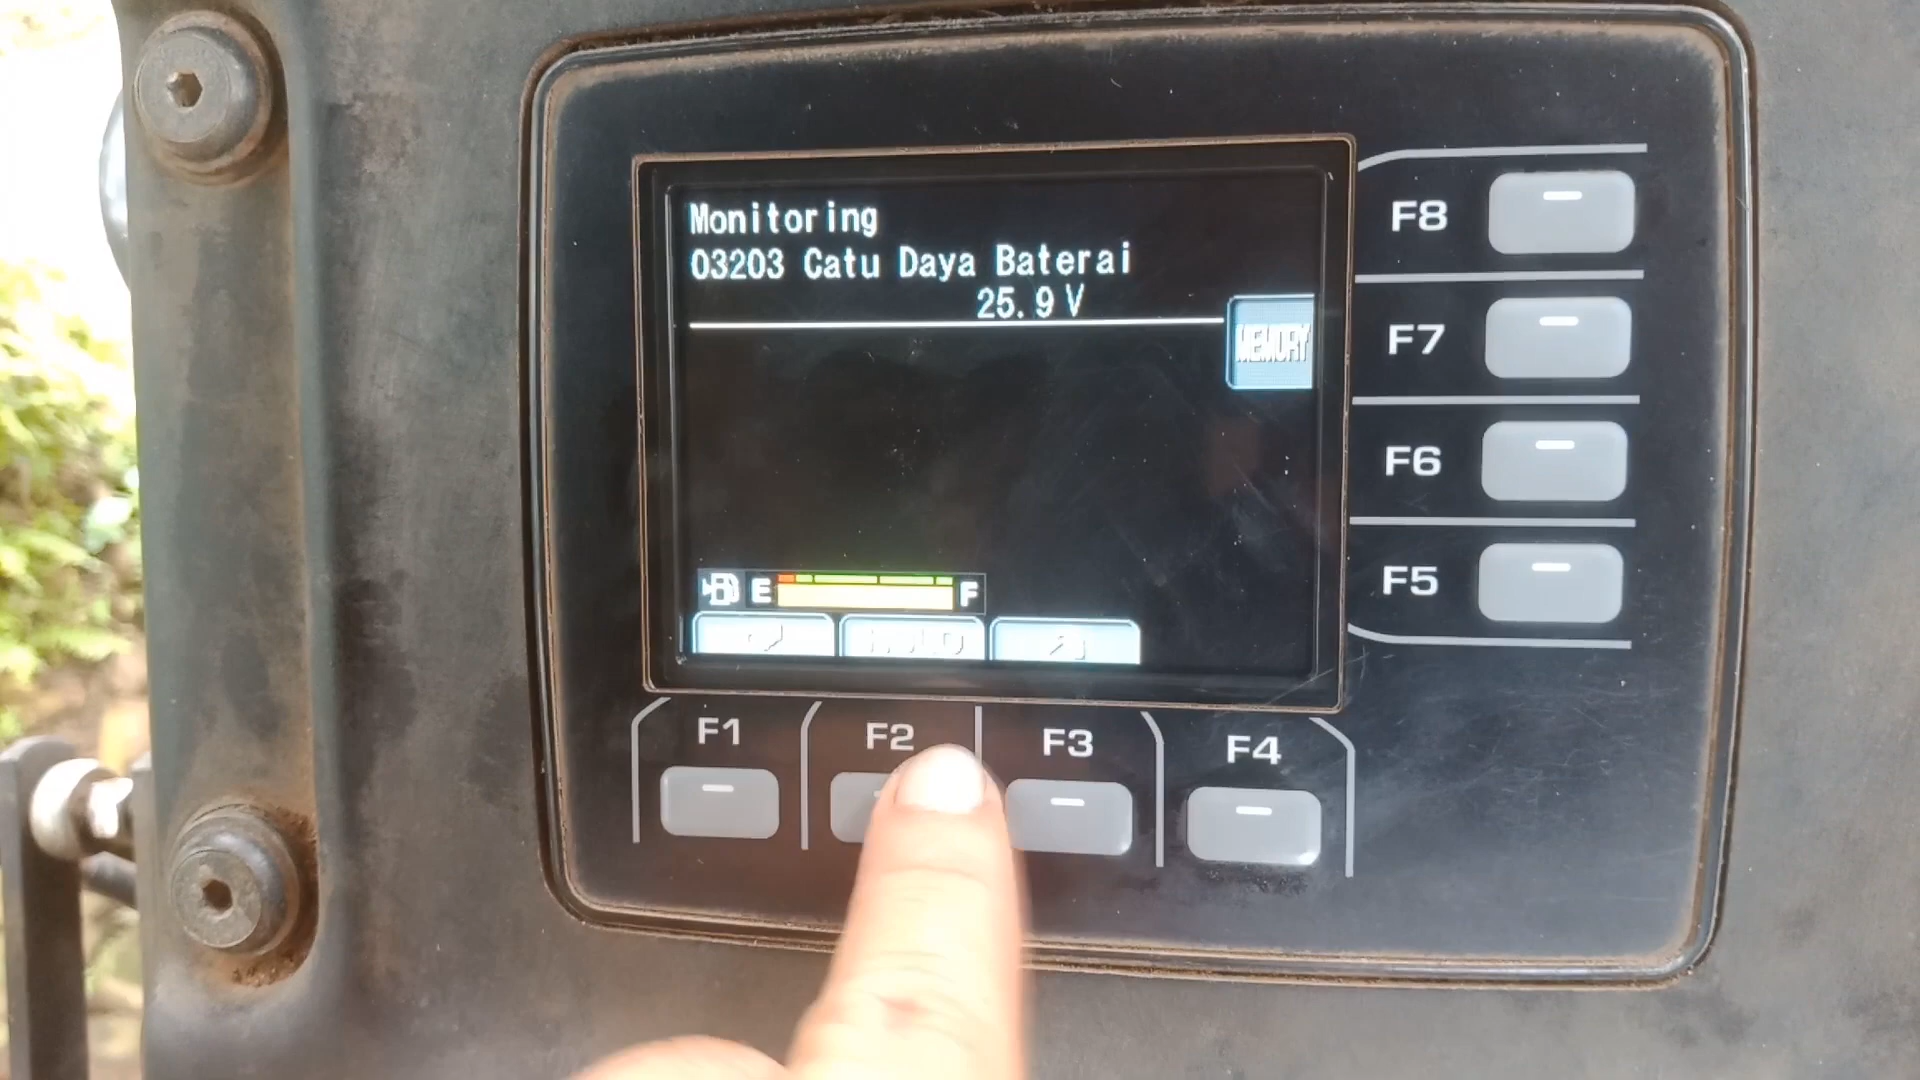 Monitoring
03203 Catu Daya Baterai
25.9 V
MEMORY
E F
F8
F7
F6
F5
F1 F2 F3 F4